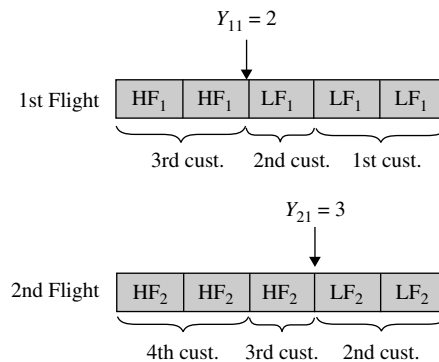 Y₁₁ = 2
1st Flight HF₁ HF₁ LF₁ LF₁ LF₁
3rd cust. 2nd cust. 1st cust.
Y₂₁ = 3
2nd Flight HF₂ HF₂ HF₂ LF₂ LF₂
4th cust. 3rd cust. 2nd cust.